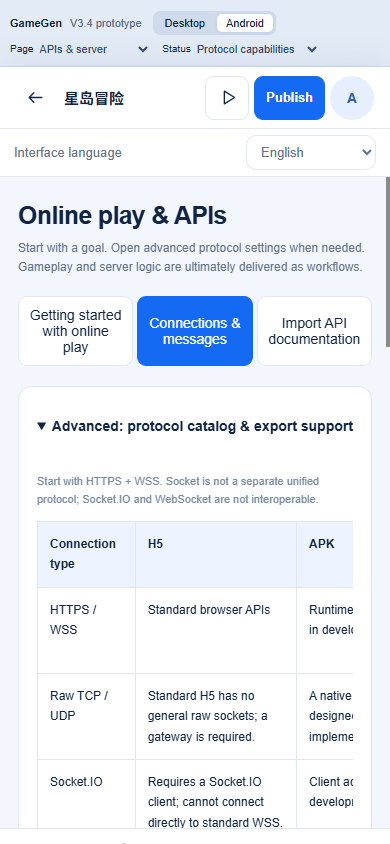 GameGen V3.4 prototype Desktop Android
Page APIs & server Status Protocol capabilities
星岛冒险 Publish A
Interface language English
Online play & APIs
Start with a goal. Open advanced protocol settings when needed.
Gameplay and server logic are ultimately delivered as workflows.
Getting started
with online
play
Connections &
messages
Import API
documentation
Advanced: protocol catalog & export support
Start with HTTPS + WSS. Socket is not a separate unified
protocol; Socket.IO and WebSocket are not interoperable.
Connection
type
H5
APK
HTTPS /
WSS
Standard browser APIs
Runtime
in
Raw TCP /
UDP
Standard H5 has no
general raw sockets; a
gateway is required.
A native
Socket.IO
Requires a Socket.IO
client; cannot connect
directly to standard WSS.
Client